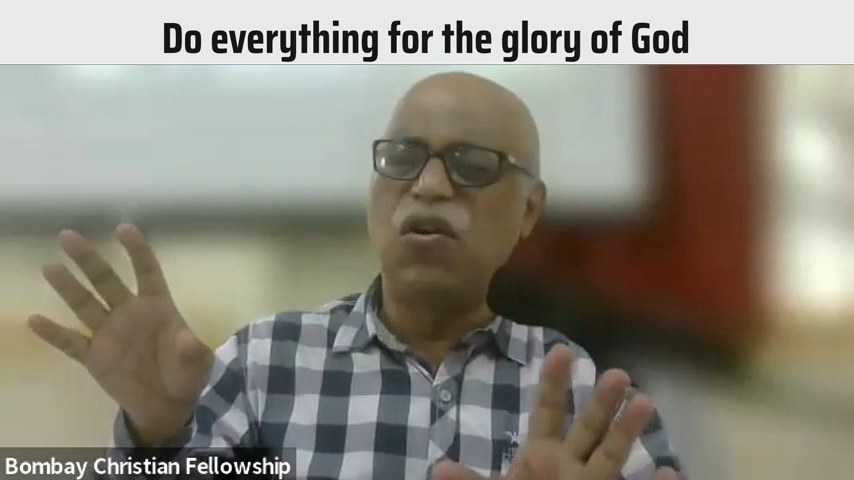 Do everything for the glory of God
Bombay Christian Fellowship